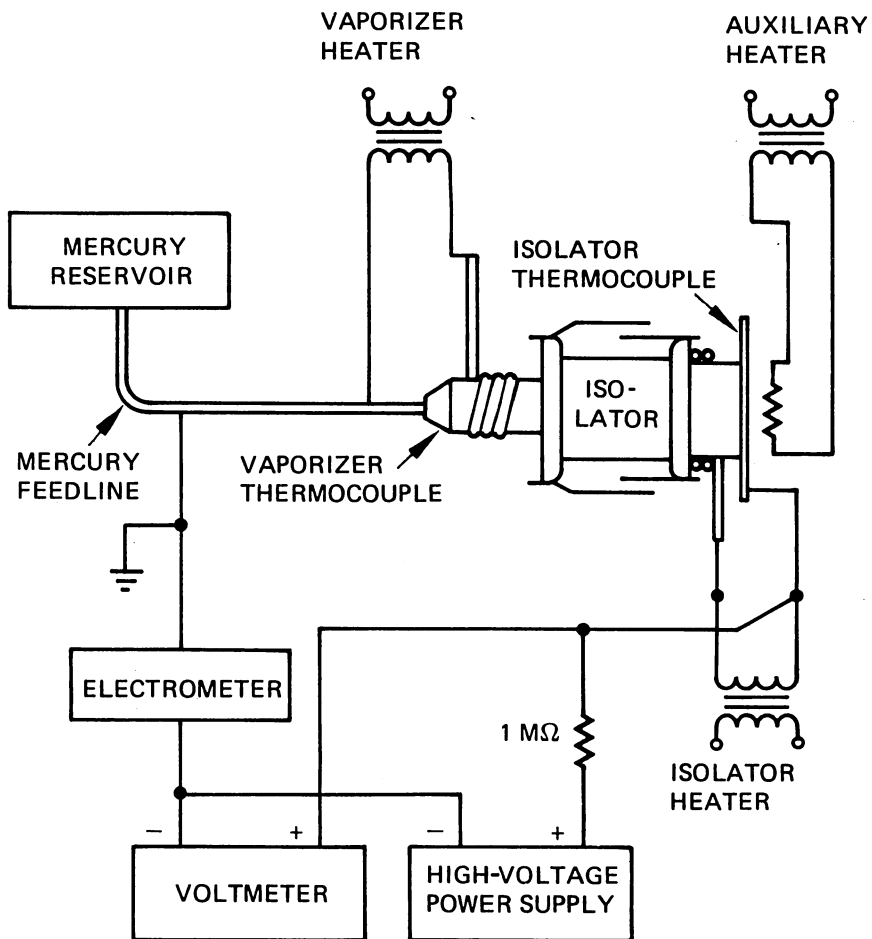 VAPORIZER
HEATER
AUXILIARY
HEATER
MERCURY
RESERVOIR
ISOLATOR
THERMOCOUPLE
ISO-
LATOR
MERCURY
FEEDLINE
VAPORIZER
THERMOCOUPLE
ELECTROMETER
1 MΩ
ISOLATOR
HEATER
− + − +
VOLTMETER
HIGH-VOLTAGE
POWER SUPPLY